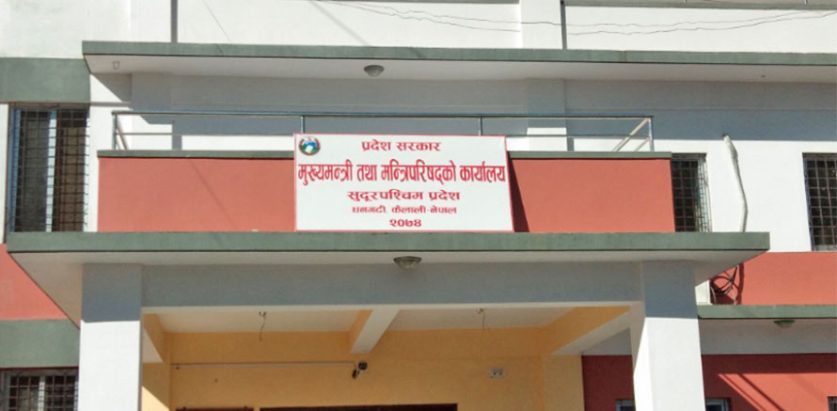 प्रदेश सरकार
मुख्यमन्त्री तथा मन्त्रिपरिषद्को कार्यालय
सुदूरपश्चिम प्रदेश
धनगढी, कैलाली-नेपाल
२०७४